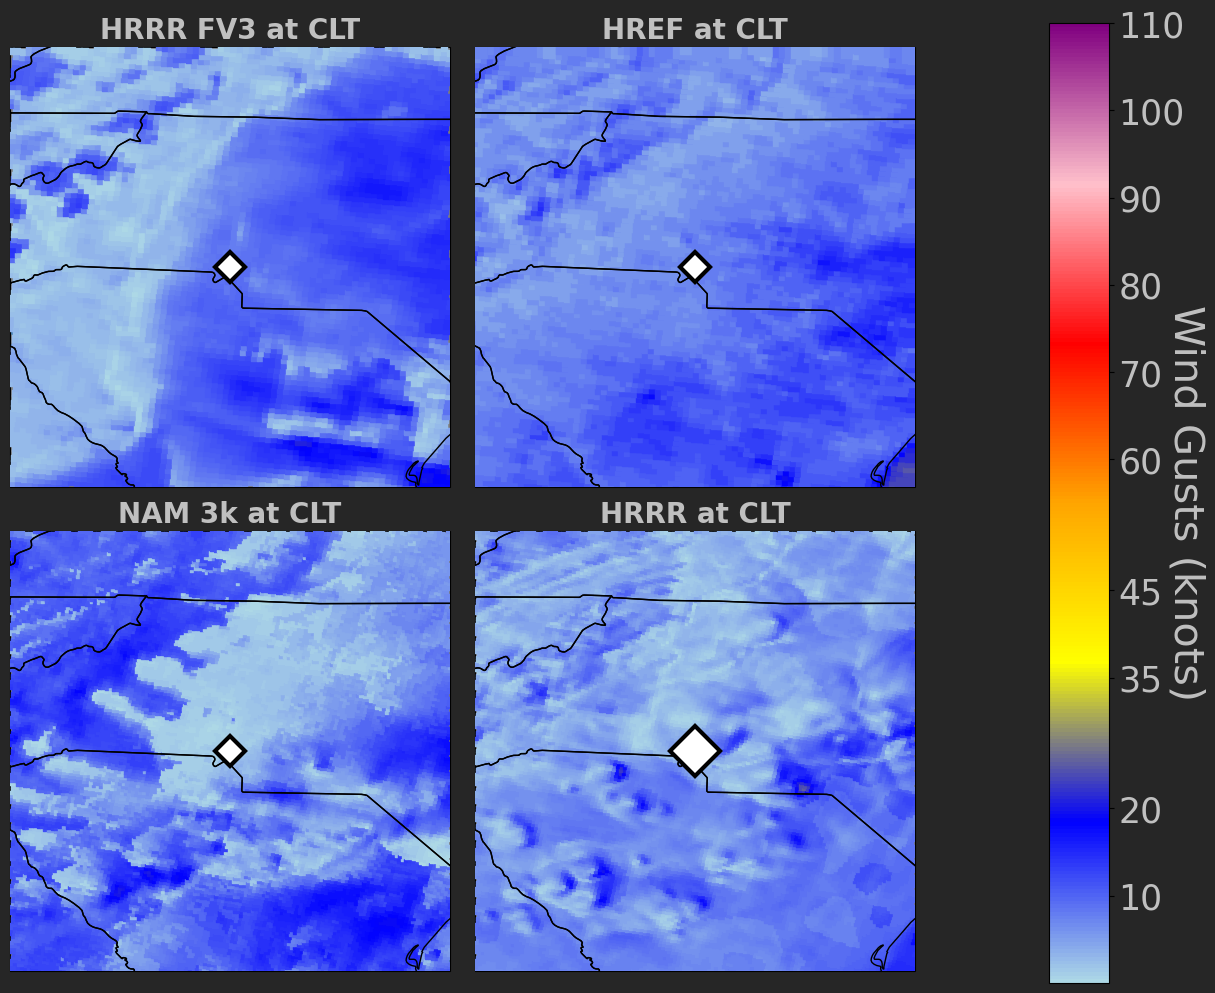 HRRR FV3 at CLT
HREF at CLT
NAM 3k at CLT
HRRR at CLT
110
100
90
80
70
60
45
35
20
10
Wind Gusts (knots)